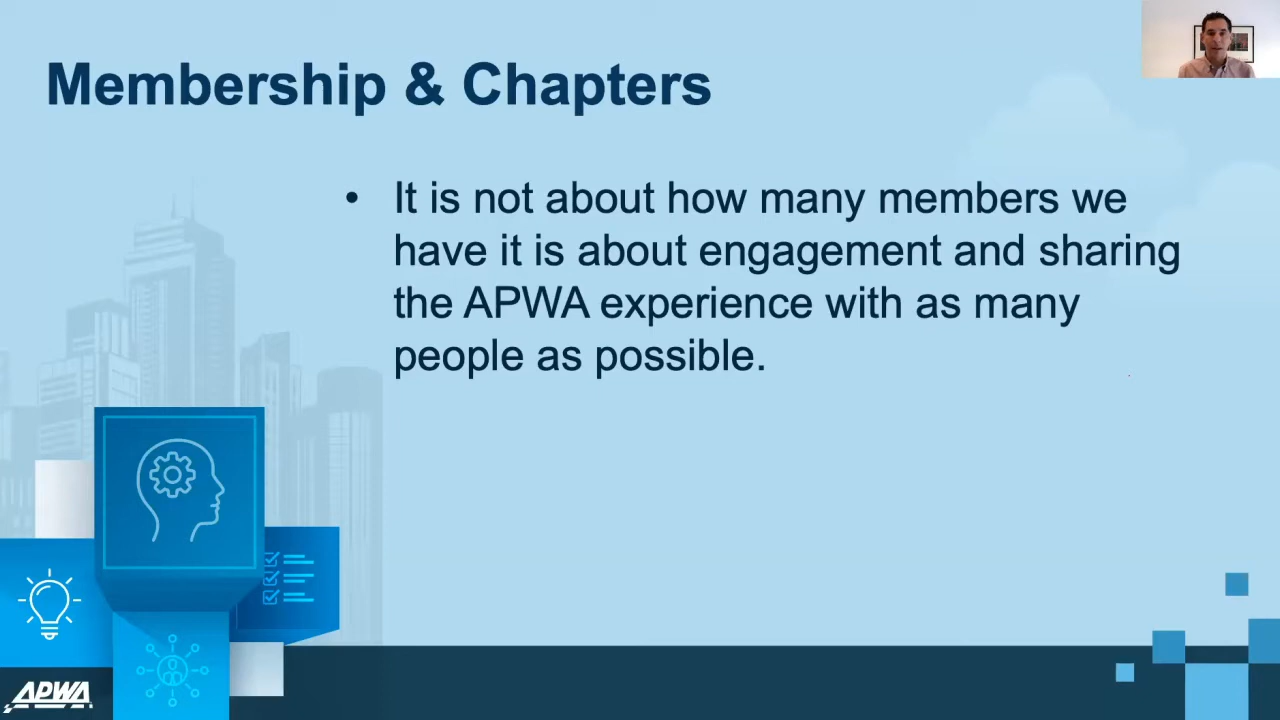 Membership & Chapters
• It is not about how many members we
have it is about engagement and sharing
the APWA experience with as many
people as possible.
APWA